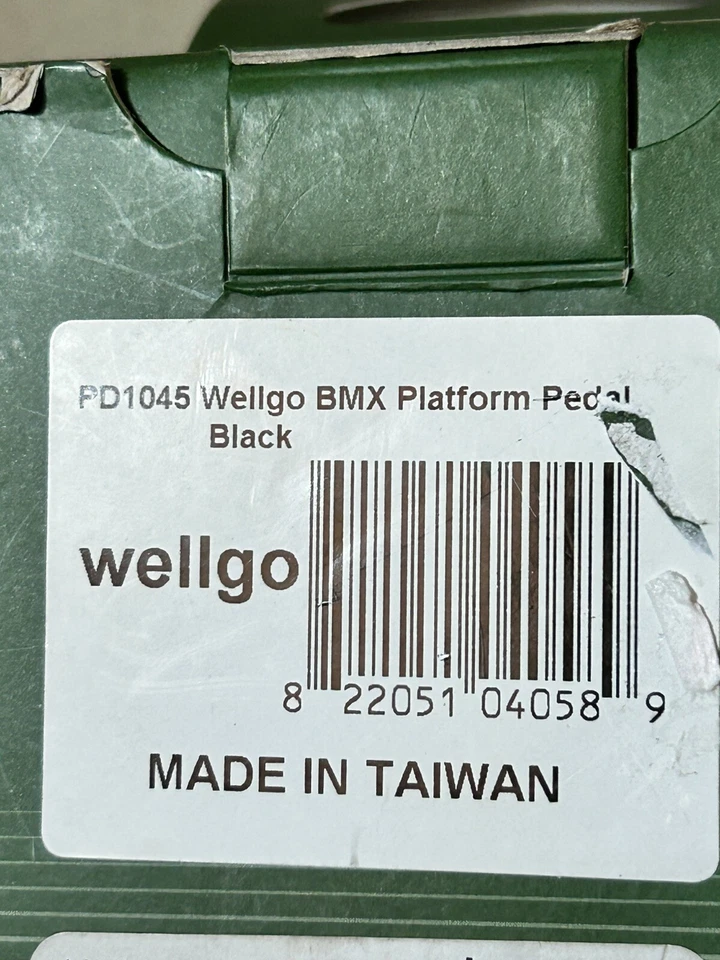 PD1045 Wellgo BMX Platform Pedal
Black
wellgo
8 22051 04058 9
MADE IN TAIWAN